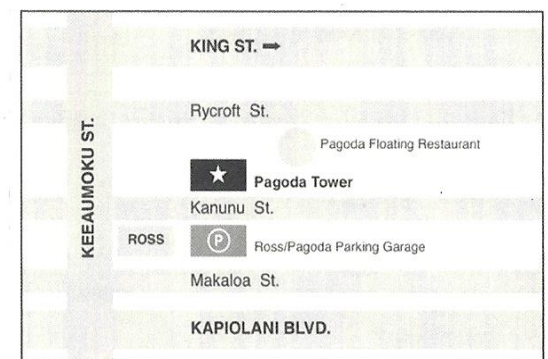 KING ST. ➡
Rycroft St.
Pagoda Floating Restaurant
KEEAUMOKU ST.
Pagoda Tower
Kanunu St.
ROSS
P
Ross/Pagoda Parking Garage
Makaloa St.
KAPIOLANI BLVD.